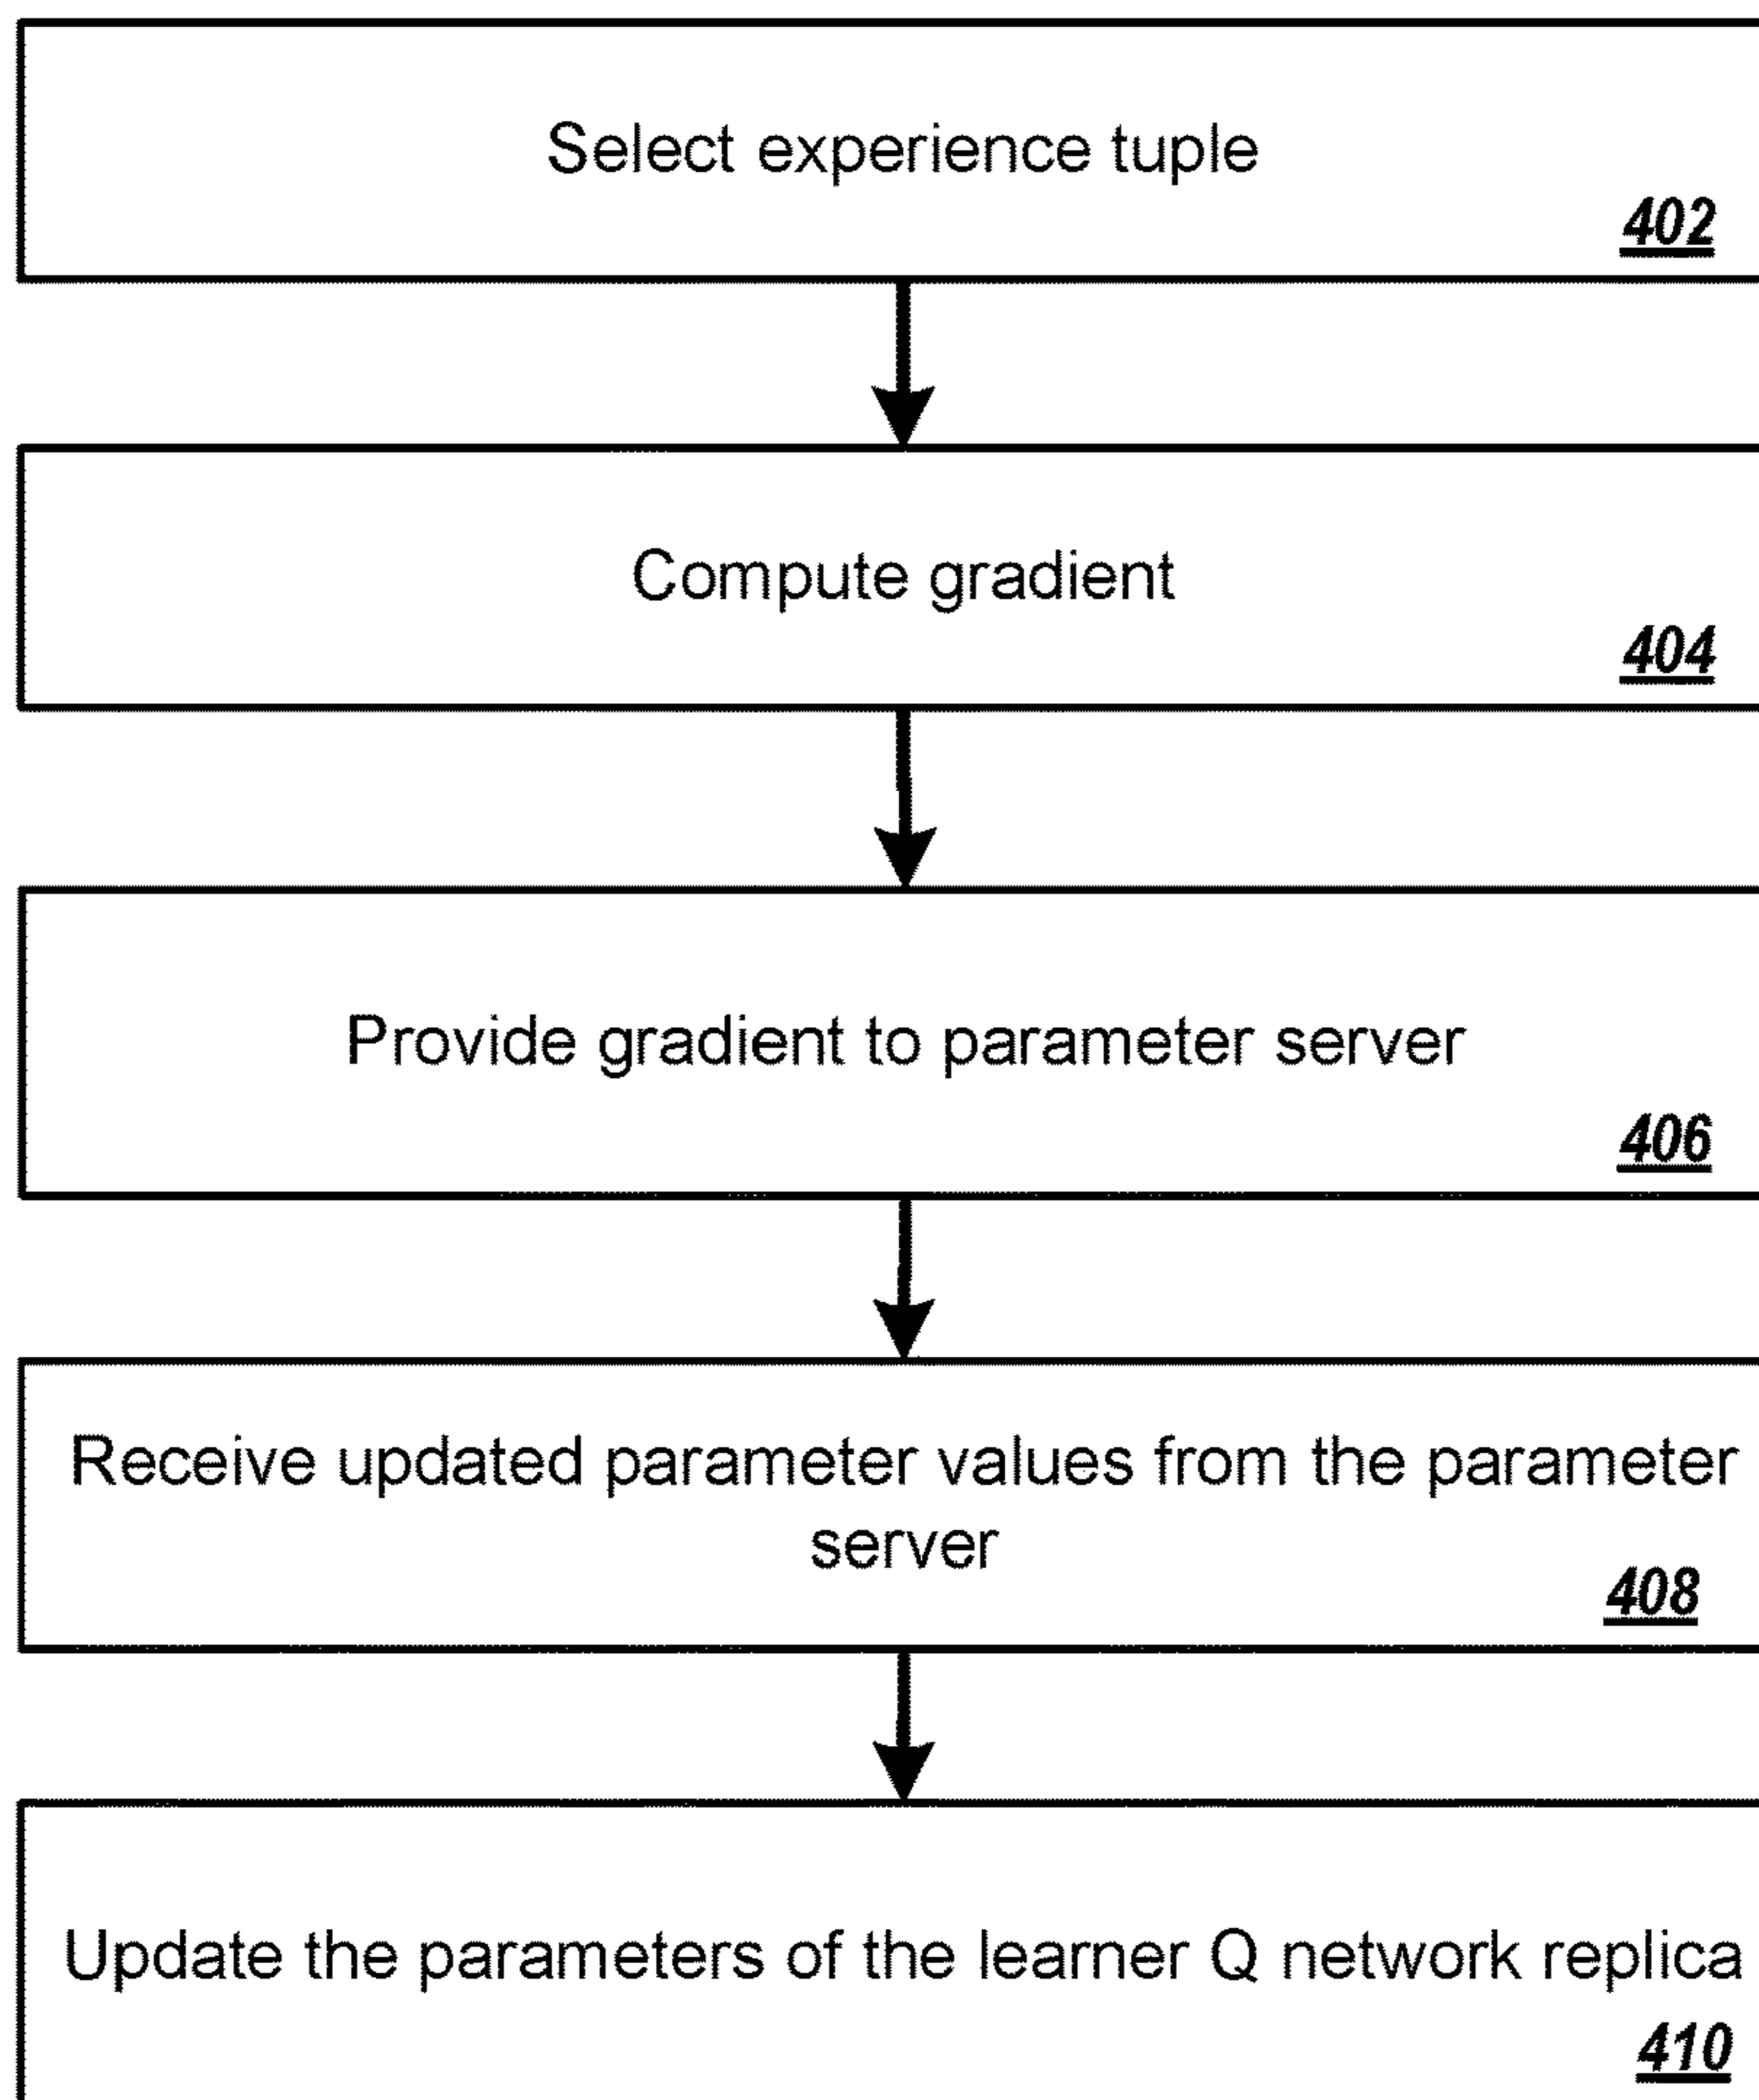 Select experience tuple
402
Compute gradient
404
Provide gradient to parameter server
406
Receive updated parameter values from the parameter
server
408
Update the parameters of the learner Q network replica
410